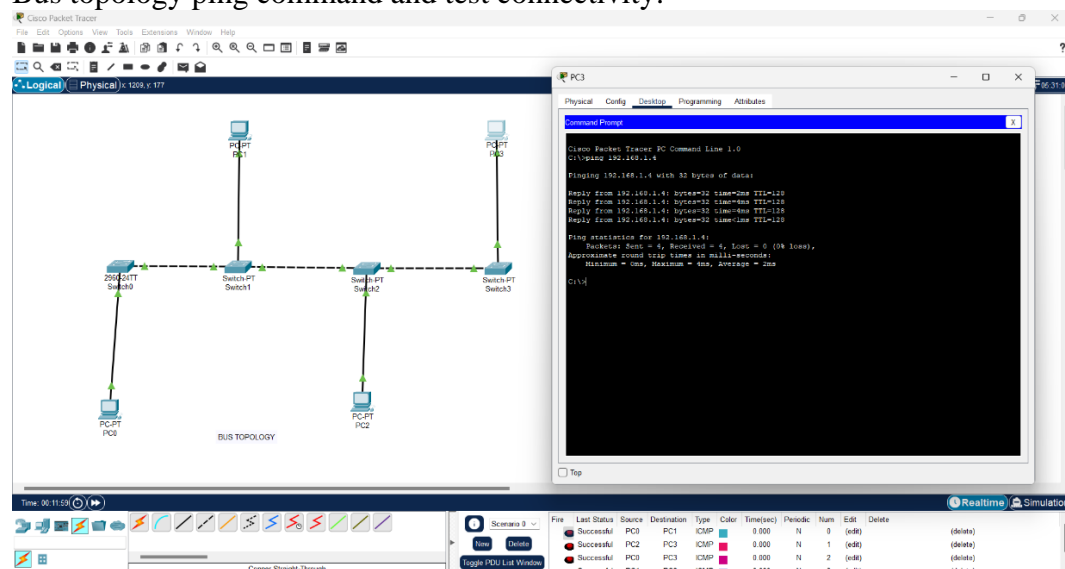 Bus topology ping command and test connectivity.
Cisco Packet Tracer
File Edit Options View Tools Extensions Window Help
Logical Physical x: 1209, y: 177
PC3
Physical Config Desktop Programming Attributes
Command Prompt
X
Cisco Packet Tracer PC Command Line 1.0
C:\>ping 192.168.1.4
Pinging 192.168.1.4 with 32 bytes of data:
Reply from 192.168.1.4: bytes=32 time=2ms TTL=128
Reply from 192.168.1.4: bytes=32 time=4ms TTL=128
Reply from 192.168.1.4: bytes=32 time=4ms TTL=128
Reply from 192.168.1.4: bytes=32 time<1ms TTL=128
Ping statistics for 192.168.1.4:
Packets: Sent = 4, Received = 4, Lost = 0 (0% loss),
Approximate round trip times in milli-seconds:
Minimum = 0ms, Maximum = 4ms, Average = 2ms
C:\>
Top
PC-PT
PC1
PC-PT
PC3
2960-24TT
Switch0
Switch-PT
Switch1
Switch-PT
Switch2
Switch-PT
Switch3
PC-PT
PC0
PC-PT
PC2
BUS TOPOLOGY
Time: 00:11:59
Realtime Simulation
Scenario 0
New Delete
Toggle PDU List Window
Fire Last Status Source Destination Type Color Time(sec) Periodic Num Edit Delete
Successful PC0 PC1 ICMP 0.000 N 0 (edit) (delete)
Successful PC2 PC3 ICMP 0.000 N 1 (edit) (delete)
Successful PC0 PC3 ICMP 0.000 N 2 (edit) (delete)
Copper Straight-Through